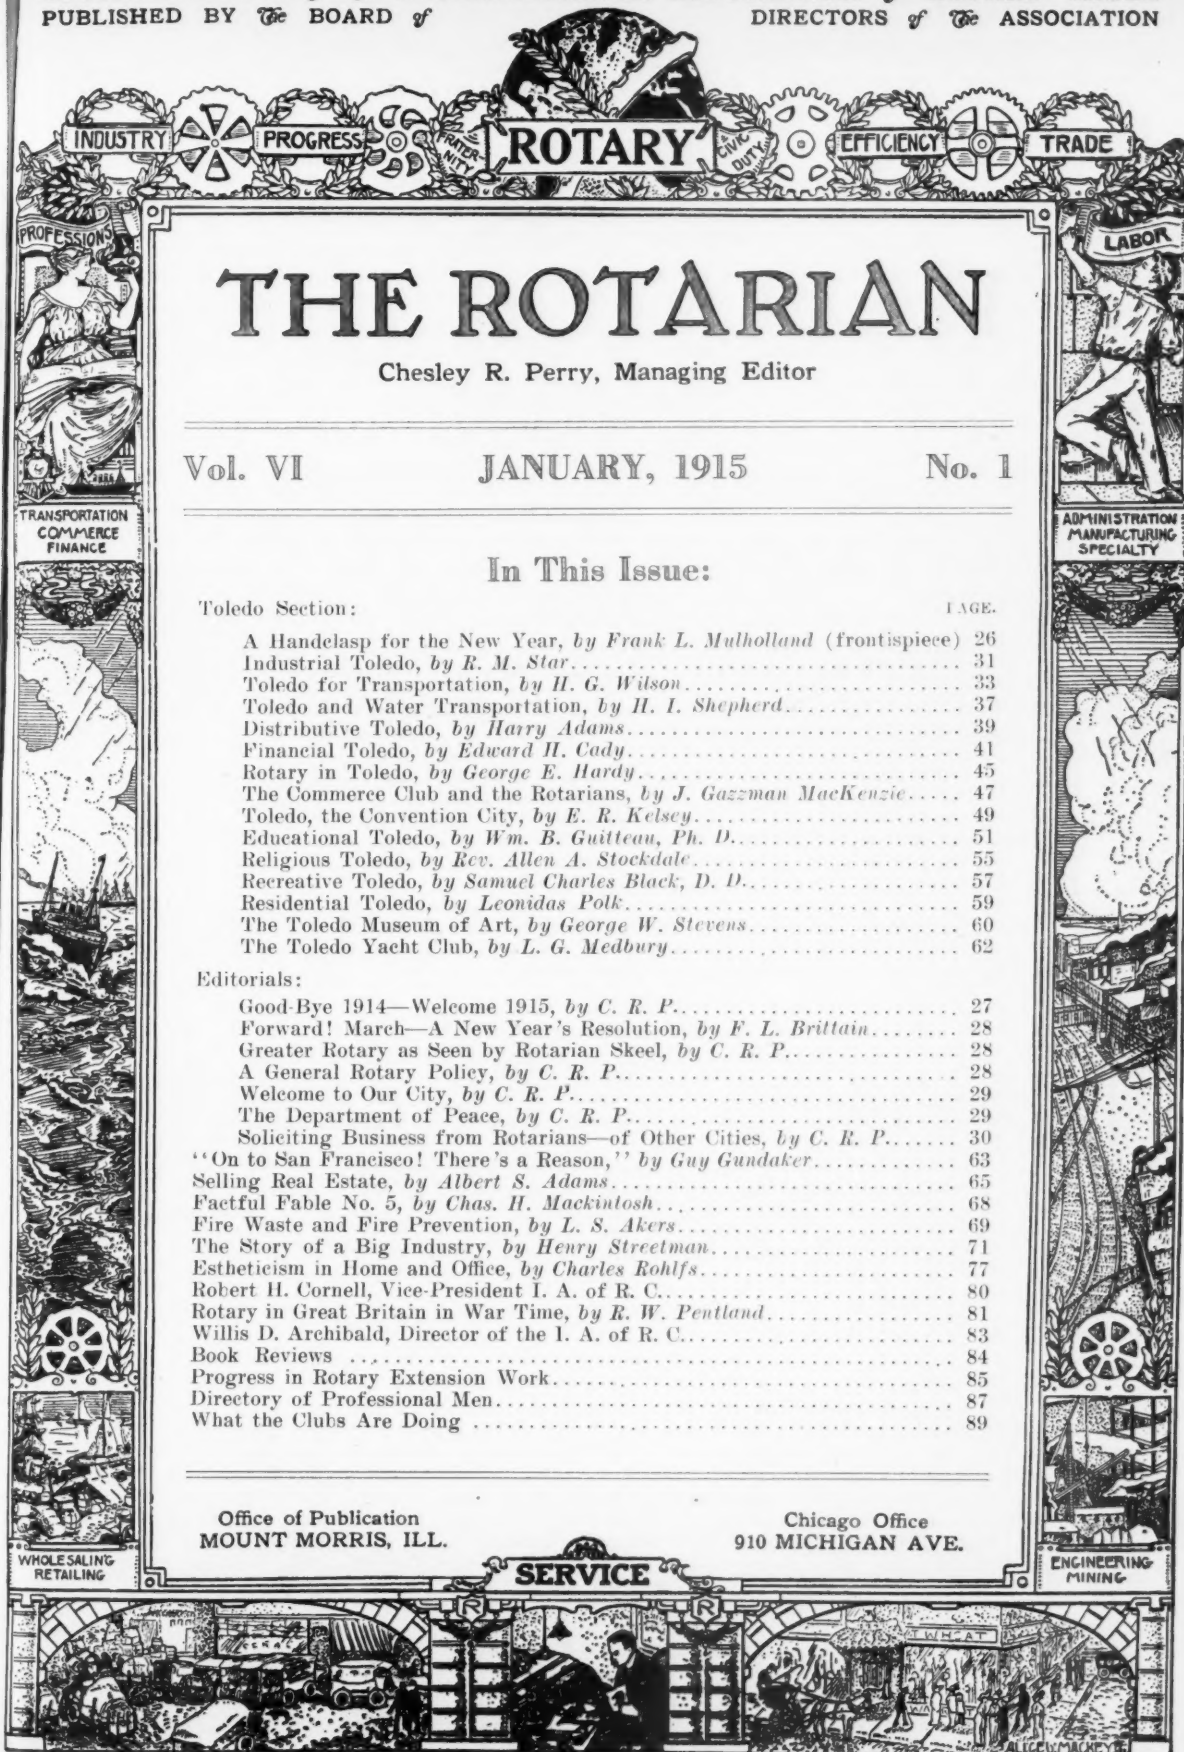 PUBLISHED BY The BOARD of DIRECTORS of The ASSOCIATION
INDUSTRY PROGRESS FRATERNITY ROTARY CIVIC DUTY EFFICIENCY TRADE
PROFESSIONS LABOR
THE ROTARIAN
Chesley R. Perry, Managing Editor
Vol. VI JANUARY, 1915 No. 1
TRANSPORTATION
COMMERCE
FINANCE
ADMINISTRATION
MANUFACTURING
SPECIALTY
In This Issue:
Toledo Section: PAGE.
A Handclasp for the New Year, by Frank L. Mulholland (frontispiece) 26
Industrial Toledo, by R. M. Star 31
Toledo for Transportation, by H. G. Wilson 33
Toledo and Water Transportation, by H. I. Shepherd 37
Distributive Toledo, by Harry Adams 39
Financial Toledo, by Edward H. Cady 41
Rotary in Toledo, by George E. Hardy 45
The Commerce Club and the Rotarians, by J. Gazzman MacKenzie 47
Toledo, the Convention City, by E. R. Kelsey 49
Educational Toledo, by Wm. B. Guitteau, Ph. D. 51
Religious Toledo, by Rev. Allen A. Stockdale 55
Recreative Toledo, by Samuel Charles Black, D. D. 57
Residential Toledo, by Leonidas Polk 59
The Toledo Museum of Art, by George W. Stevens 60
The Toledo Yacht Club, by L. G. Medbury 62
Editorials:
Good-Bye 1914—Welcome 1915, by C. R. P. 27
Forward! March—A New Year's Resolution, by F. L. Brittain 28
Greater Rotary as Seen by Rotarian Skeel, by C. R. P. 28
A General Rotary Policy, by C. R. P. 28
Welcome to Our City, by C. R. P. 29
The Department of Peace, by C. R. P. 29
Soliciting Business from Rotarians—of Other Cities, by C. R. P. 30
"On to San Francisco! There's a Reason," by Guy Gundaker 63
Selling Real Estate, by Albert S. Adams 65
Factful Fable No. 5, by Chas. H. Mackintosh 68
Fire Waste and Fire Prevention, by L. S. Akers 69
The Story of a Big Industry, by Henry Streetman 71
Estheticism in Home and Office, by Charles Rohlfs 77
Robert H. Cornell, Vice-President I. A. of R. C. 80
Rotary in Great Britain in War Time, by R. W. Pentland 81
Willis D. Archibald, Director of the I. A. of R. C. 83
Book Reviews 84
Progress in Rotary Extension Work 85
Directory of Professional Men 87
What the Clubs Are Doing 89
Office of Publication
MOUNT MORRIS, ILL.
Chicago Office
910 MICHIGAN AVE.
WHOLESALING
RETAILING
SERVICE
ENGINEERING
MINING
R R
WHEAT